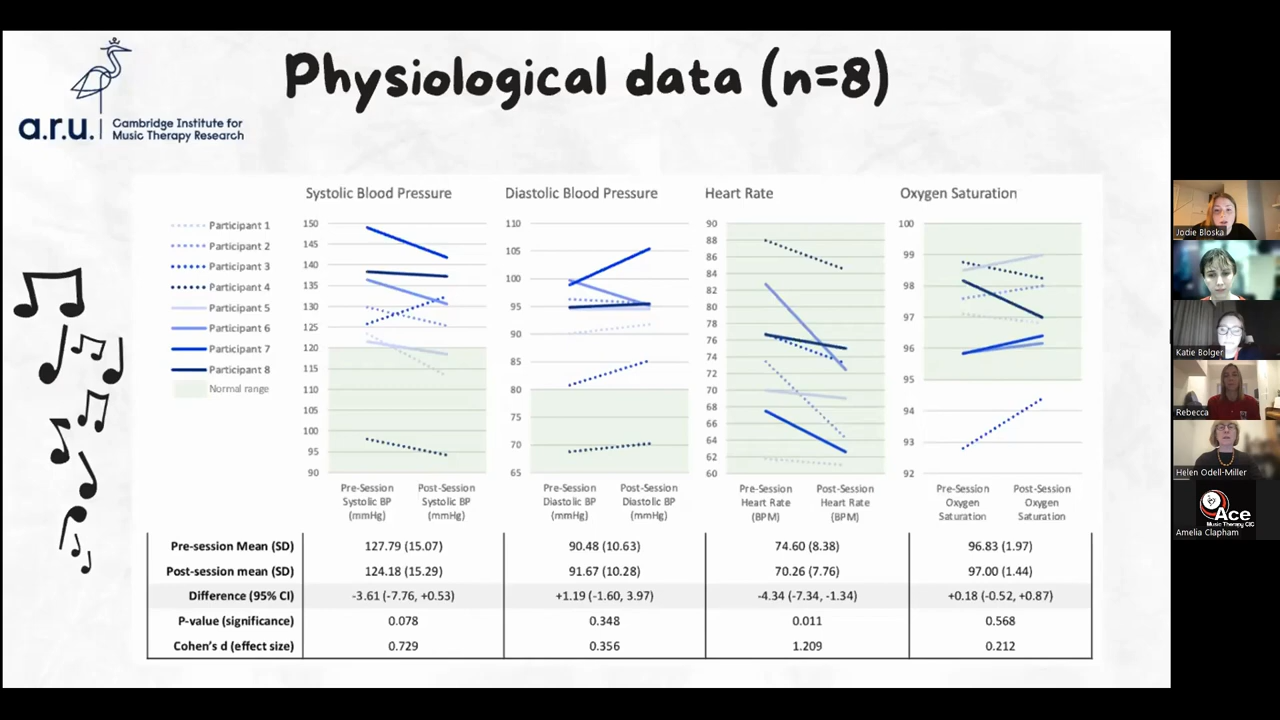 Physiological data (n=8)
a.r.u. Cambridge Institute for
Music Therapy Research
Systolic Blood Pressure
Diastolic Blood Pressure
Heart Rate
Oxygen Saturation
Participant 1
Participant 2
Participant 3
Participant 4
Participant 5
Participant 6
Participant 7
Participant 8
Normal range
150
145
140
135
130
125
120
115
110
105
100
95
90
Pre-Session Systolic BP (mmHg)
Post-Session Systolic BP (mmHg)
110
105
100
95
90
85
80
75
70
65
Pre-Session Diastolic BP (mmHg)
Post-Session Diastolic BP (mmHg)
90
88
86
84
82
80
78
76
74
72
70
68
66
64
62
60
Pre-Session Heart Rate (BPM)
Post-Session Heart Rate (BPM)
100
99
98
97
96
95
94
93
92
Pre-Session Oxygen Saturation
Post-Session Oxygen Saturation
Pre-session Mean (SD) 127.79 (15.07) 90.48 (10.63) 74.60 (8.38) 96.83 (1.97)
Post-session mean (SD) 124.18 (15.29) 91.67 (10.28) 70.26 (7.76) 97.00 (1.44)
Difference (95% CI) -3.61 (-7.76, +0.53) +1.19 (-1.60, 3.97) -4.34 (-7.34, -1.34) +0.18 (-0.52, +0.87)
P-value (significance) 0.078 0.348 0.011 0.568
Cohen's d (effect size) 0.729 0.356 1.209 0.212
Jodie Bloska
Katie Bolger
Rebecca
Helen Odell-Miller
Ace
Music Therapy CIC
Amelia Clapham